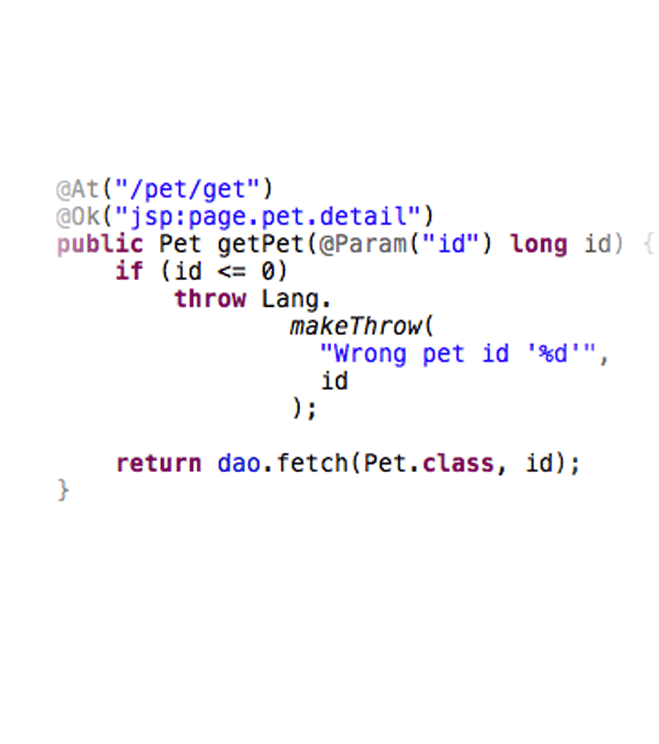 @At("/pet/get")
@Ok("jsp:page.pet.detail")
public Pet getPet(@Param("id") long id) {
    if (id <= 0)
        throw Lang.
                makeThrow(
                  "Wrong pet id '%d'",
                  id
                );

    return dao.fetch(Pet.class, id);
}